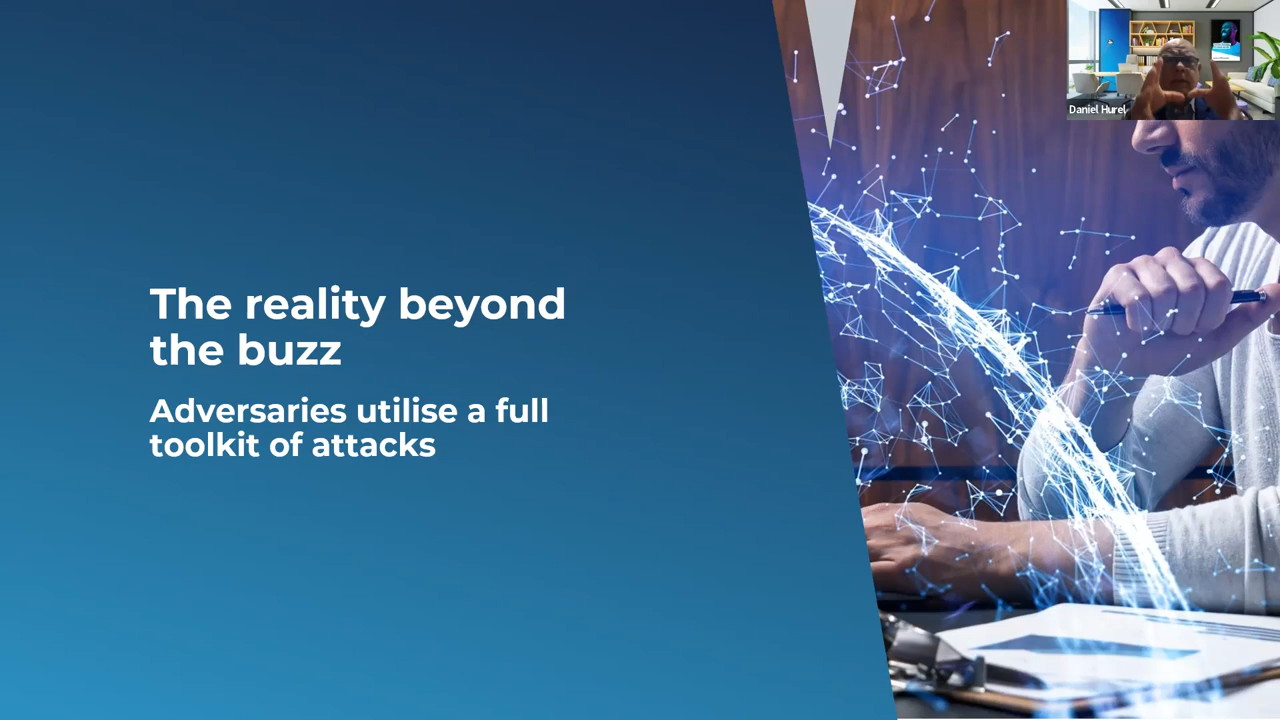 The reality beyond
the buzz
Adversaries utilise a full
toolkit of attacks
Daniel Hurel